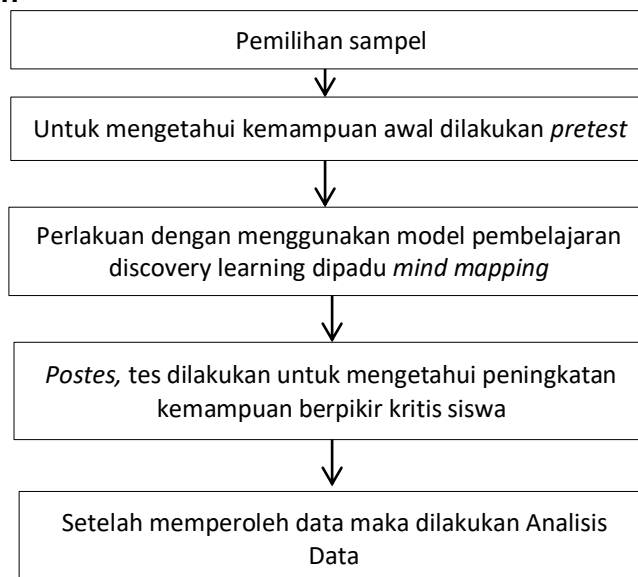 Pemilihan sampel
Untuk mengetahui kemampuan awal dilakukan pretest
Perlakuan dengan menggunakan model pembelajaran
discovery learning dipadu mind mapping
Postes, tes dilakukan untuk mengetahui peningkatan
kemampuan berpikir kritis siswa
Setelah memperoleh data maka dilakukan Analisis
Data